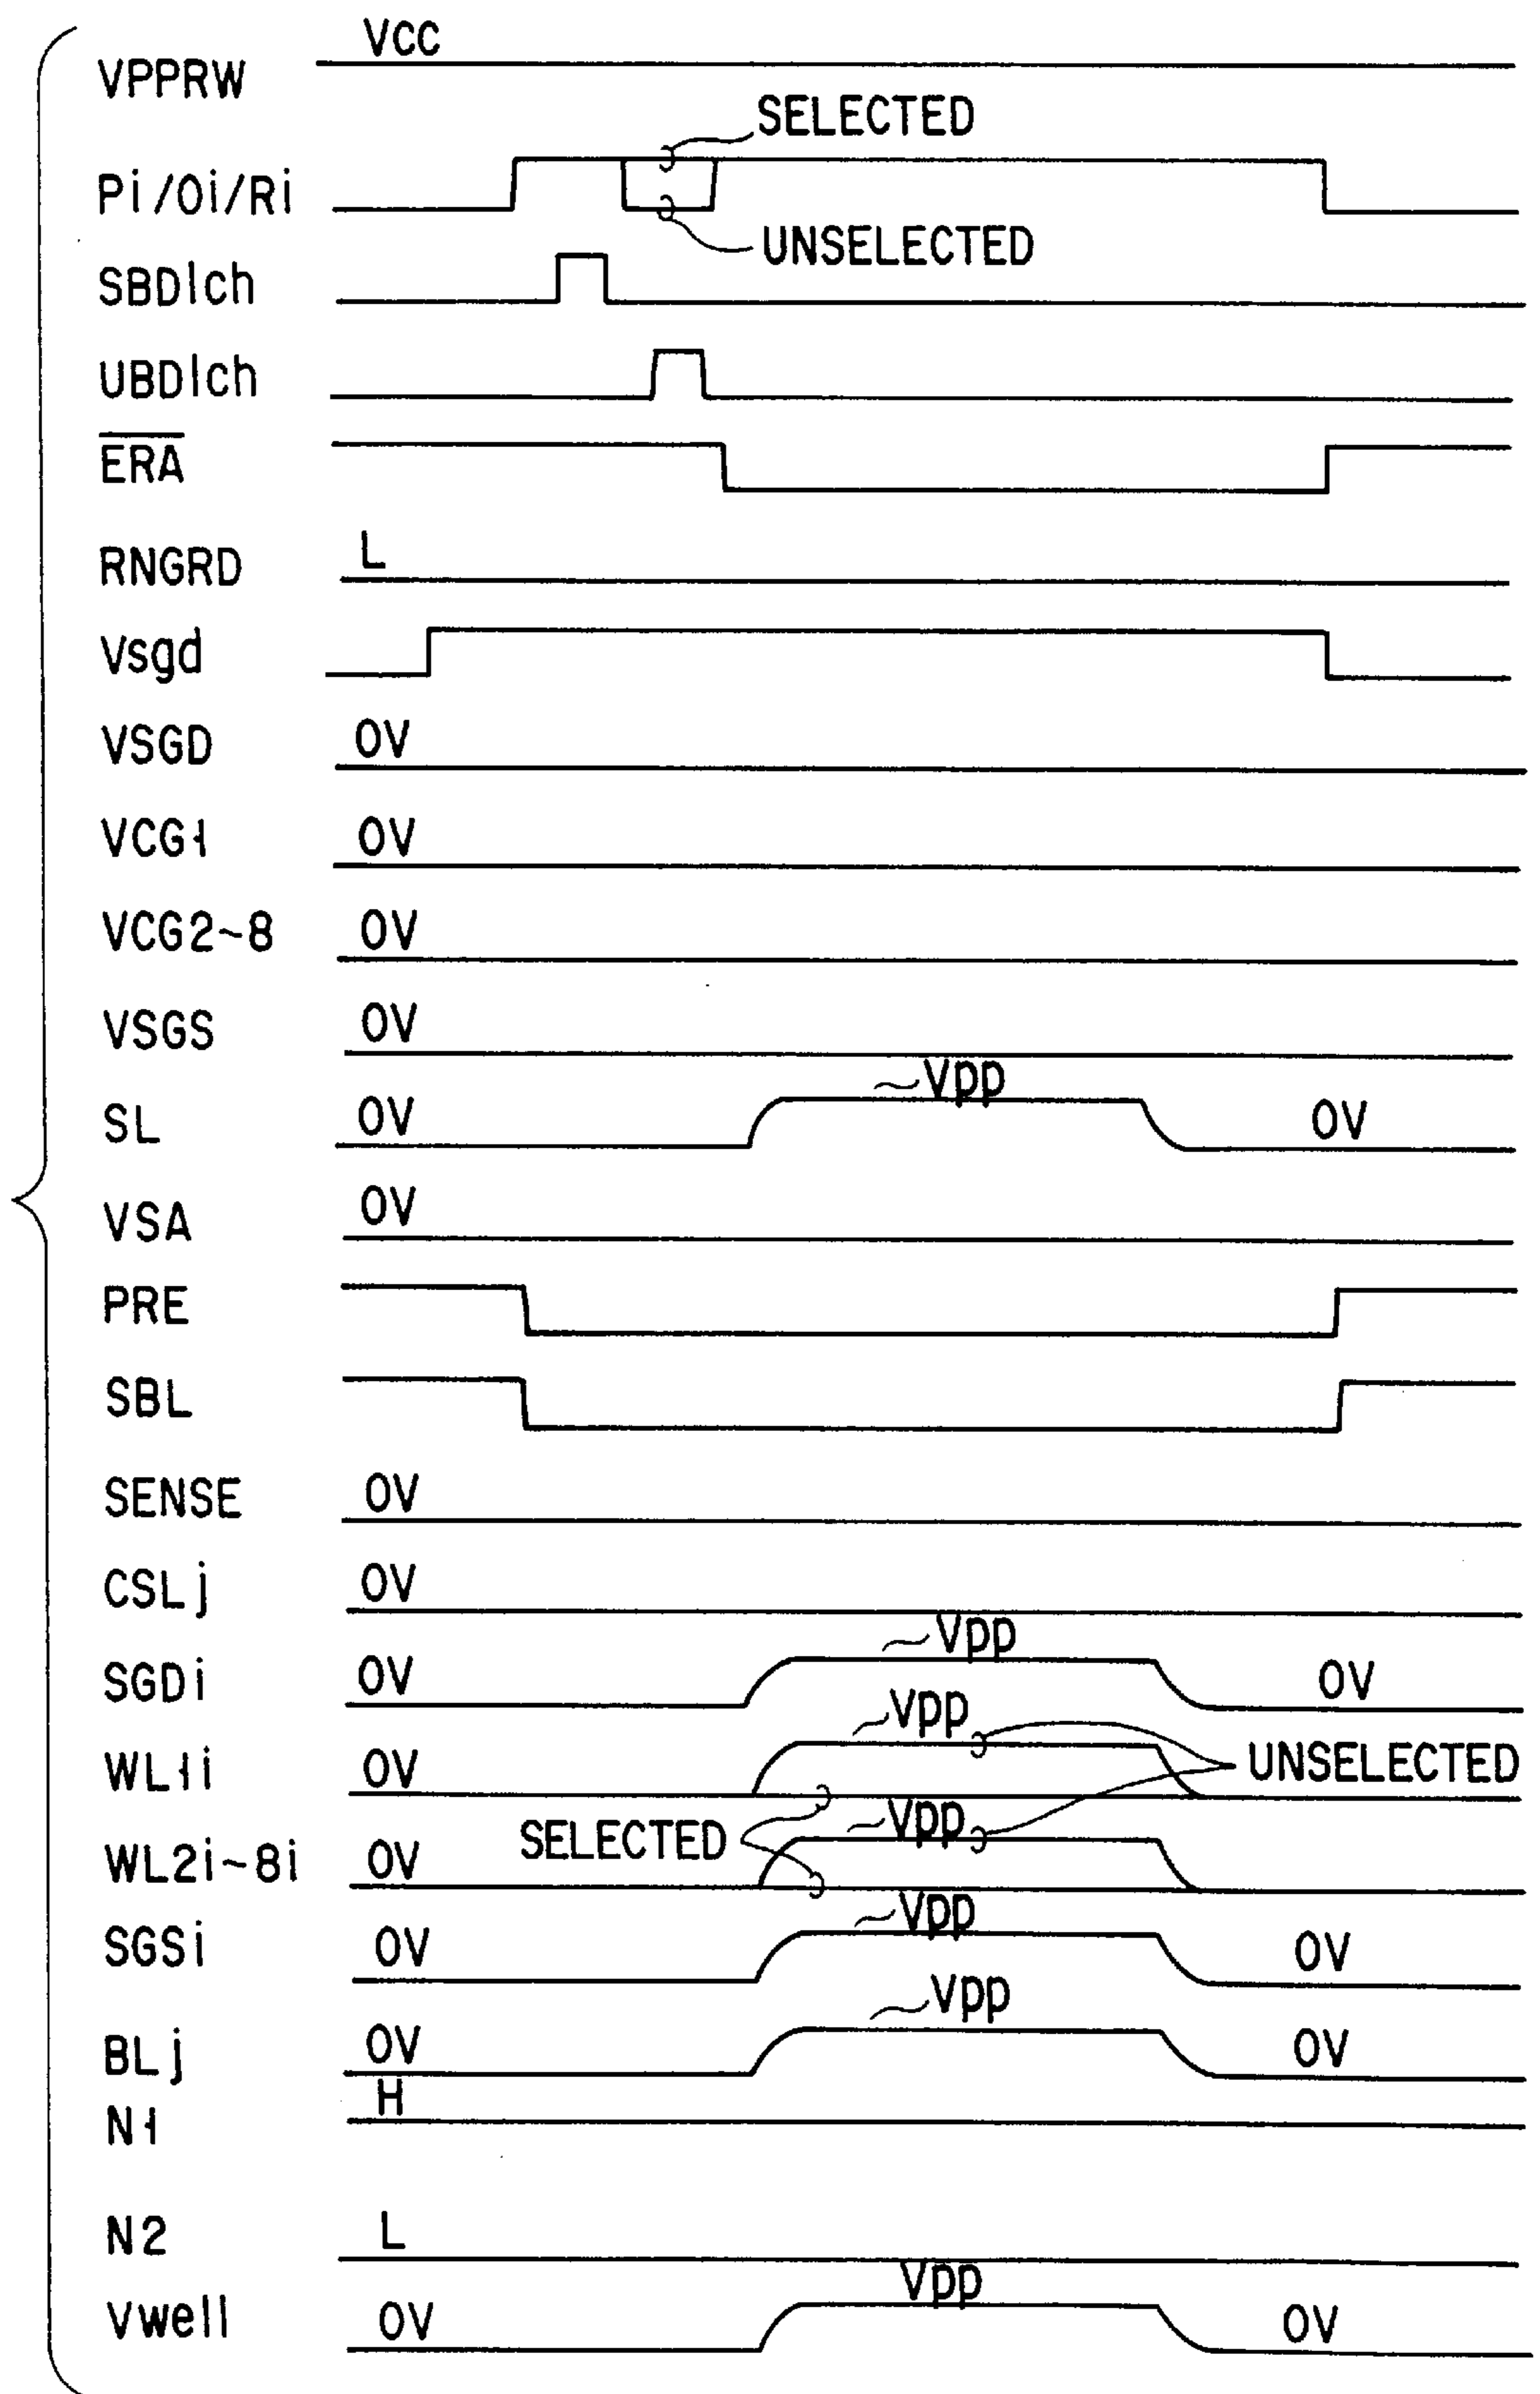 VCC
VPPRW
SELECTED
Pi/Oi/Ri
UNSELECTED
SBDlch
UBDlch
ERA
RNGRD L
Vsgd
VSGD 0V
VCG1 0V
VCG2~8 0V
VSGS 0V
~Vpp
SL 0V 0V
VSA 0V
PRE
SBL
SENSE 0V
CSLj 0V
~Vpp
SGDi 0V 0V
~Vpp
WL1i 0V UNSELECTED
~Vpp
SELECTED
WL2i~8i 0V
~Vpp
SGSi 0V 0V
~Vpp
BLj 0V 0V
H
N1
N2 L
Vpp
Vwell 0V 0V